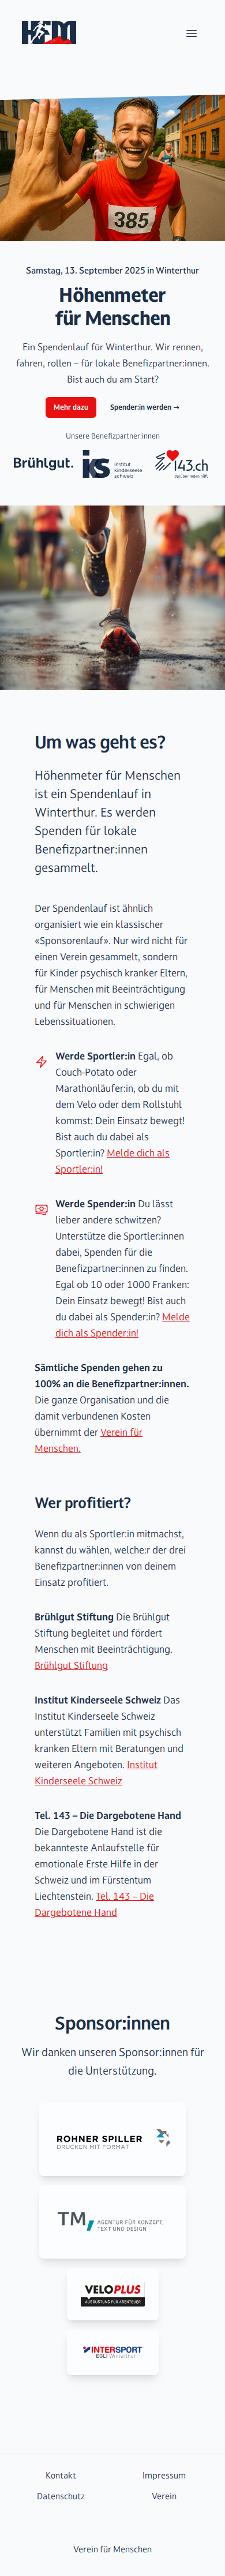 HFM
385
Samstag, 13. September 2025 in Winterthur
Höhenmeter
für Menschen
Ein Spendenlauf für Winterthur. Wir rennen,
fahren, rollen – für lokale Benefizpartner:innen.
Bist auch du am Start?
Mehr dazu
Spender:in werden →
Unsere Benefizpartner:innen
Brühlgut.
iks institut
kinderseele
schweiz
143.ch
Darüber reden hilft.
Um was geht es?
Höhenmeter für Menschen
ist ein Spendenlauf in
Winterthur. Es werden
Spenden für lokale
Benefizpartner:innen
gesammelt.
Der Spendenlauf ist ähnlich
organisiert wie ein klassischer
«Sponsorenlauf». Nur wird nicht für
einen Verein gesammelt, sondern
für Kinder psychisch kranker Eltern,
für Menschen mit Beeinträchtigung
und für Menschen in schwierigen
Lebenssituationen.
Werde Sportler:in Egal, ob
Couch-Potato oder
Marathonläufer:in, ob du mit
dem Velo oder dem Rollstuhl
kommst: Dein Einsatz bewegt!
Bist auch du dabei als
Sportler:in? Melde dich als
Sportler:in!
Werde Spender:in Du lässt
lieber andere schwitzen?
Unterstütze die Sportler:innen
dabei, Spenden für die
Benefizpartner:innen zu finden.
Egal ob 10 oder 1000 Franken:
Dein Einsatz bewegt! Bist auch
du dabei als Spender:in? Melde
dich als Spender:in!
Sämtliche Spenden gehen zu
100% an die Benefizpartner:innen.
Die ganze Organisation und die
damit verbundenen Kosten
übernimmt der Verein für
Menschen.
Wer profitiert?
Wenn du als Sportler:in mitmachst,
kannst du wählen, welche:r der drei
Benefizpartner:innen von deinem
Einsatz profitiert.
Brühlgut Stiftung Die Brühlgut
Stiftung begleitet und fördert
Menschen mit Beeinträchtigung.
Brühlgut Stiftung
Institut Kinderseele Schweiz Das
Institut Kinderseele Schweiz
unterstützt Familien mit psychisch
kranken Eltern mit Beratungen und
weiteren Angeboten. Institut
Kinderseele Schweiz
Tel. 143 – Die Dargebotene Hand
Die Dargebotene Hand ist die
bekannteste Anlaufstelle für
emotionale Erste Hilfe in der
Schweiz und im Fürstentum
Liechtenstein. Tel. 143 – Die
Dargebotene Hand
Sponsor:innen
Wir danken unseren Sponsor:innen für
die Unterstützung.
ROHNER SPILLER
DRUCKEN MIT FORMAT
TM
AGENTUR FÜR KONZEPT,
TEXT UND DESIGN
VELOPLUS
AUSRÜSTUNG FÜR ABENTEUER
INTERSPORT
EGLI Winterthur
Kontakt
Impressum
Datenschutz
Verein
Verein für Menschen